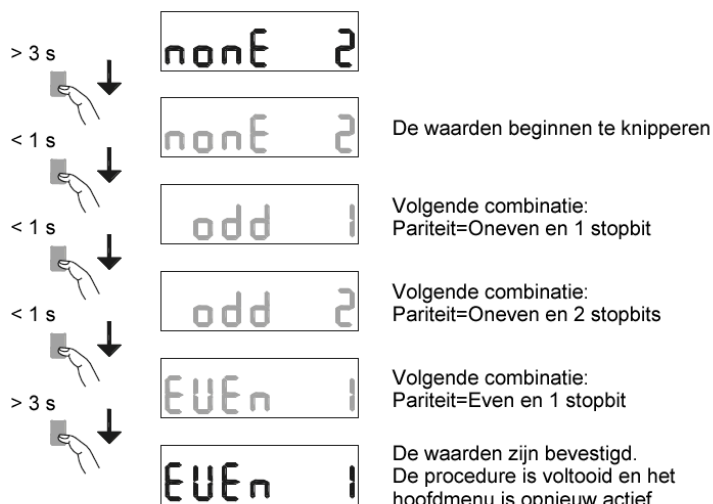 nonE 2
> 3 s
nonE 2
De waarden beginnen te knipperen
< 1 s
odd 1
Volgende combinatie:
Pariteit=Oneven en 1 stopbit
< 1 s
odd 2
Volgende combinatie:
Pariteit=Oneven en 2 stopbits
< 1 s
EVEn 1
Volgende combinatie:
Pariteit=Even en 1 stopbit
> 3 s
EVEn 1
De waarden zijn bevestigd.
De procedure is voltooid en het
hoofdmenu is opnieuw actief